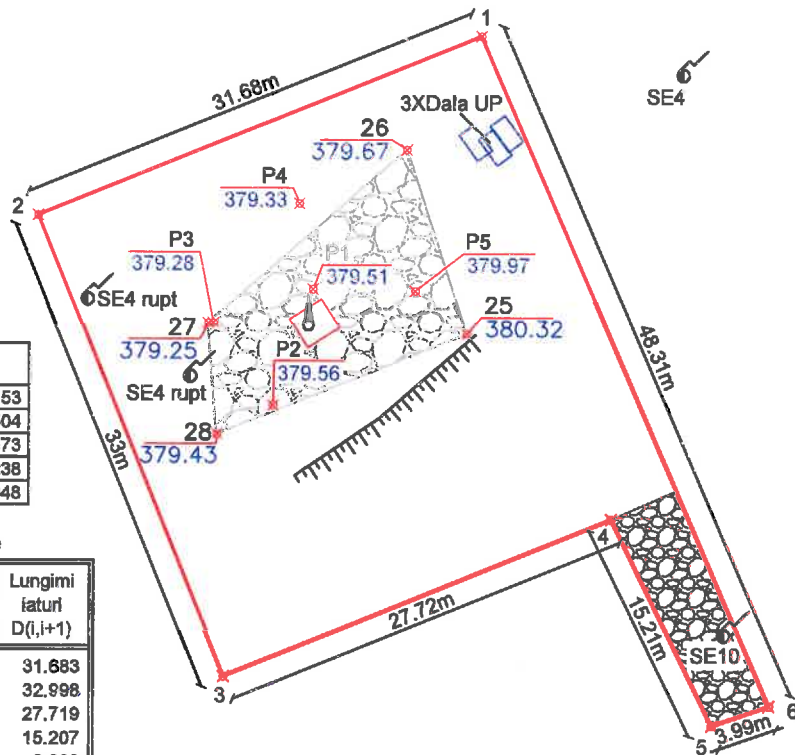 1
31.68m
SE4
3XDala UP
26
379.67
P4
379.33
2
P3
379.28
P1
379.51
P5
379.97
SE4 rupt
27
379.25
25
380.32
48.31m
P2
379.56
SE4 rupt
28
379.43
33m
53
04
73
38
48
4
27.72m
15.21m
SE10
3
5
3.99m
6
Lungimi
laturi
D(i,i+1)
31.683
32.998
27.719
15.207